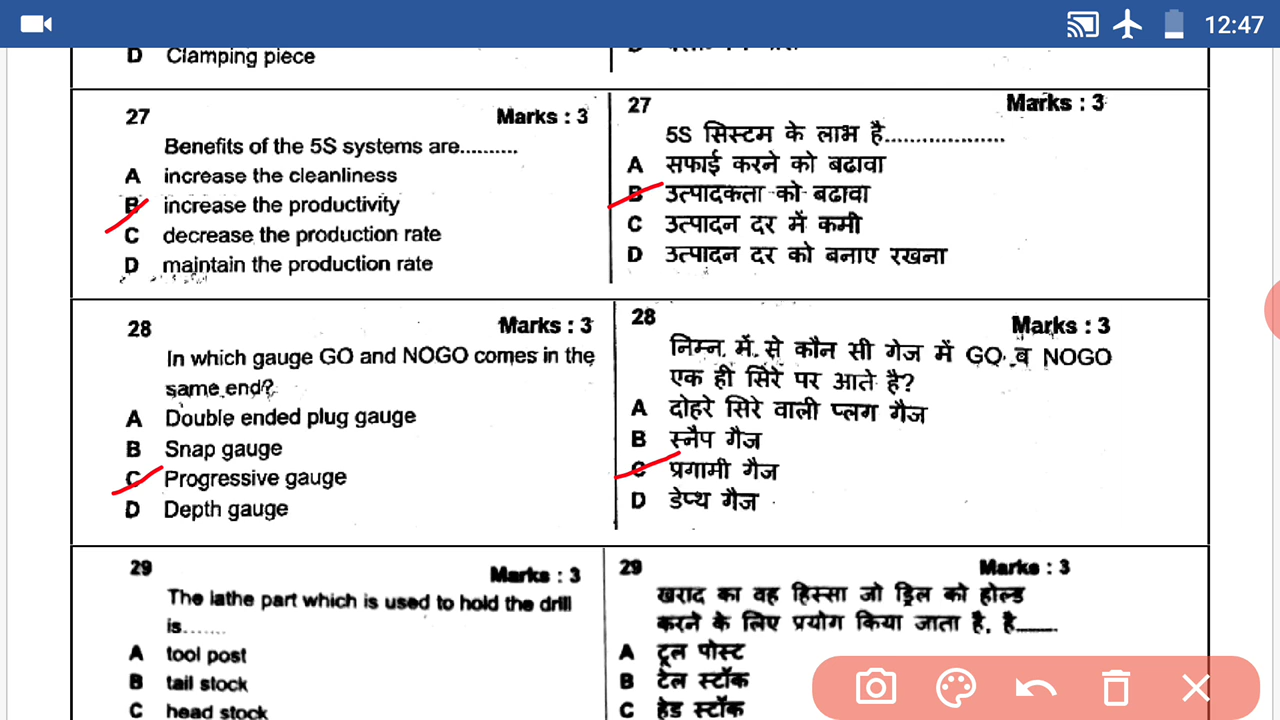 12:47
D Clamping piece
27 Marks : 3
Benefits of the 5S systems are..........
A increase the cleanliness
B increase the productivity
C decrease the production rate
D maintain the production rate
27 Marks : 3
5S सिस्टम के लाभ है....................
A सफाई करने को बढावा
B उत्पादकता को बढावा
C उत्पादन दर में कमी
D उत्पादन दर को बनाए रखना
28 Marks : 3
In which gauge GO and NOGO comes in the
same end?
A Double ended plug gauge
B Snap gauge
C Progressive gauge
D Depth gauge
28 Marks : 3
निम्न में से कौन सी गेज में GO व NOGO
एक ही सिरे पर आते है?
A दोहरे सिरे वाली प्लग गैज
B स्नैप गैज
C प्रगामी गैज
D डेप्थ गैज
29 Marks : 3
The lathe part which is used to hold the drill
is.......
A tool post
B tail stock
C head stock
29 Marks : 3
खराद का वह हिस्सा जो ड्रिल को होल्ड
करने के लिए प्रयोग किया जाता है, है.......
A टूल पोस्ट
B टेल स्टॉक
C हेड स्टॉक